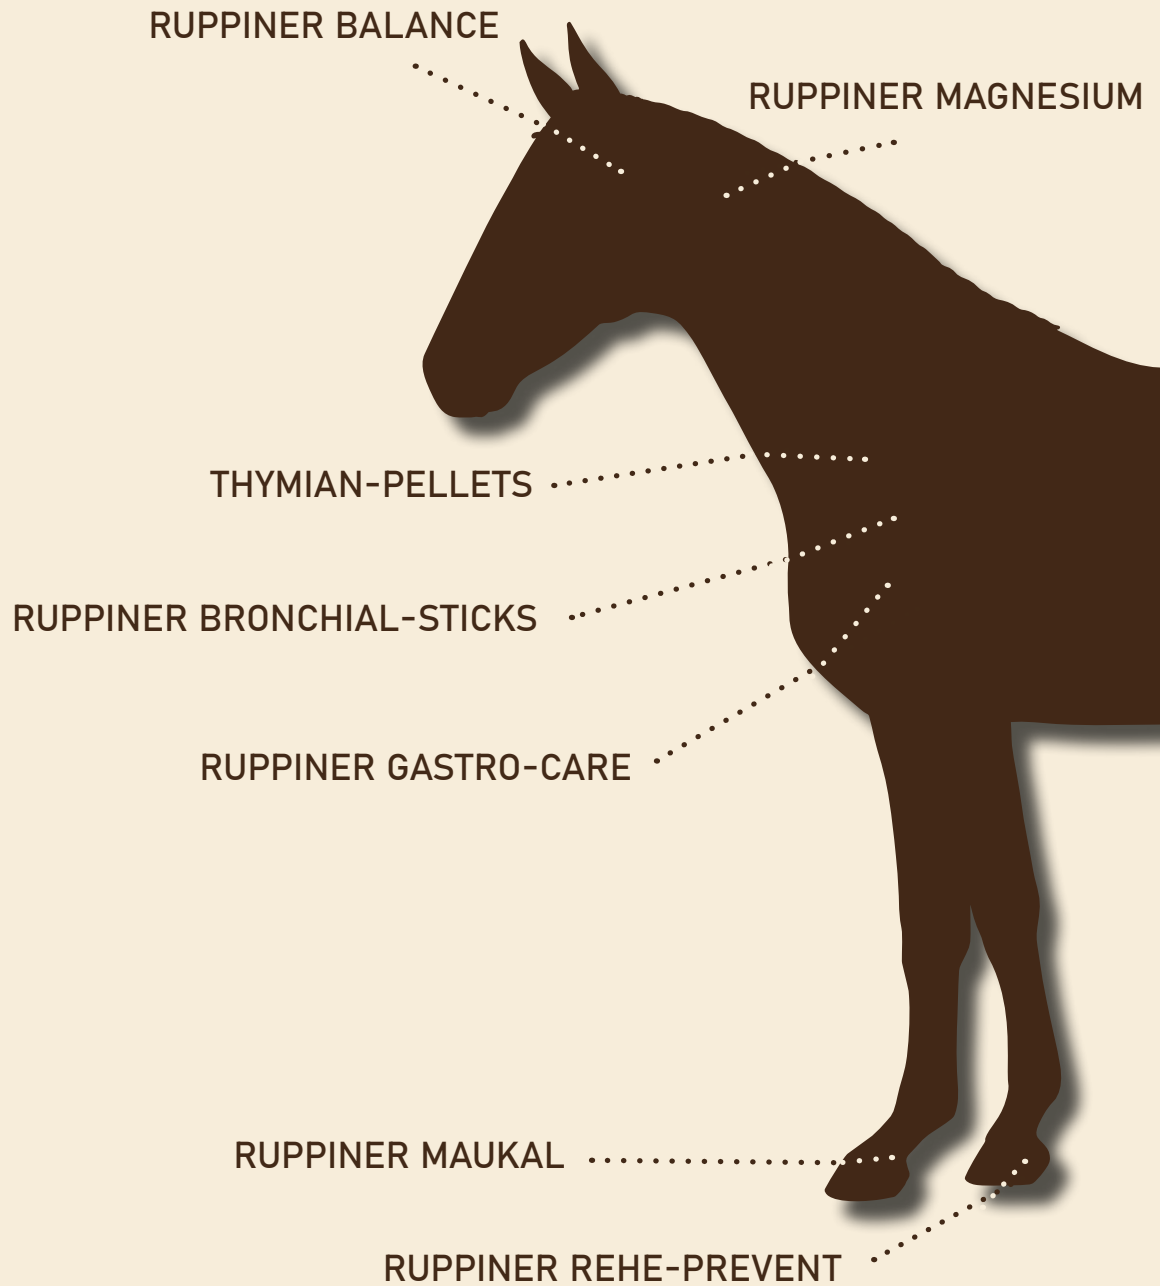 RUPPINER BALANCE
RUPPINER MAGNESIUM
THYMIAN-PELLETS
RUPPINER BRONCHIAL-STICKS
RUPPINER GASTRO-CARE
RUPPINER MAUKAL
RUPPINER REHE-PREVENT